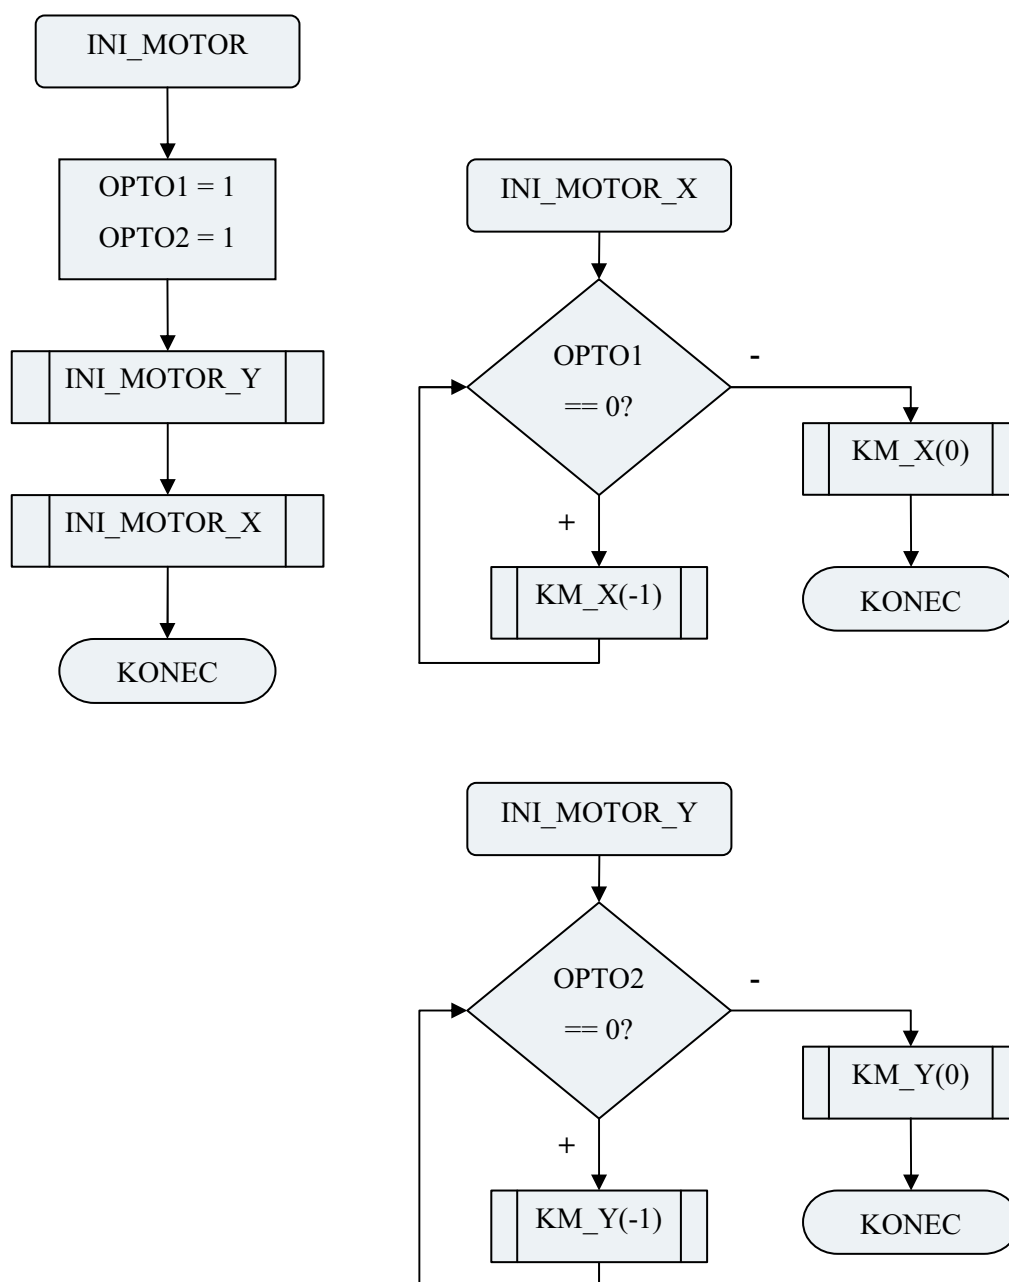 INI_MOTOR
OPTO1 = 1
OPTO2 = 1
INI_MOTOR_Y
INI_MOTOR_X
KONEC
INI_MOTOR_X
OPTO1
== 0?
-
+
KM_X(0)
KM_X(-1)
KONEC
INI_MOTOR_Y
OPTO2
== 0?
-
+
KM_Y(0)
KM_Y(-1)
KONEC